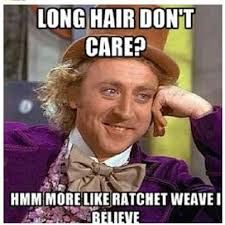 LONG HAIR DON'T
CARE?
HMM MORE LIKE RATCHET WEAVE I
BELIEVE